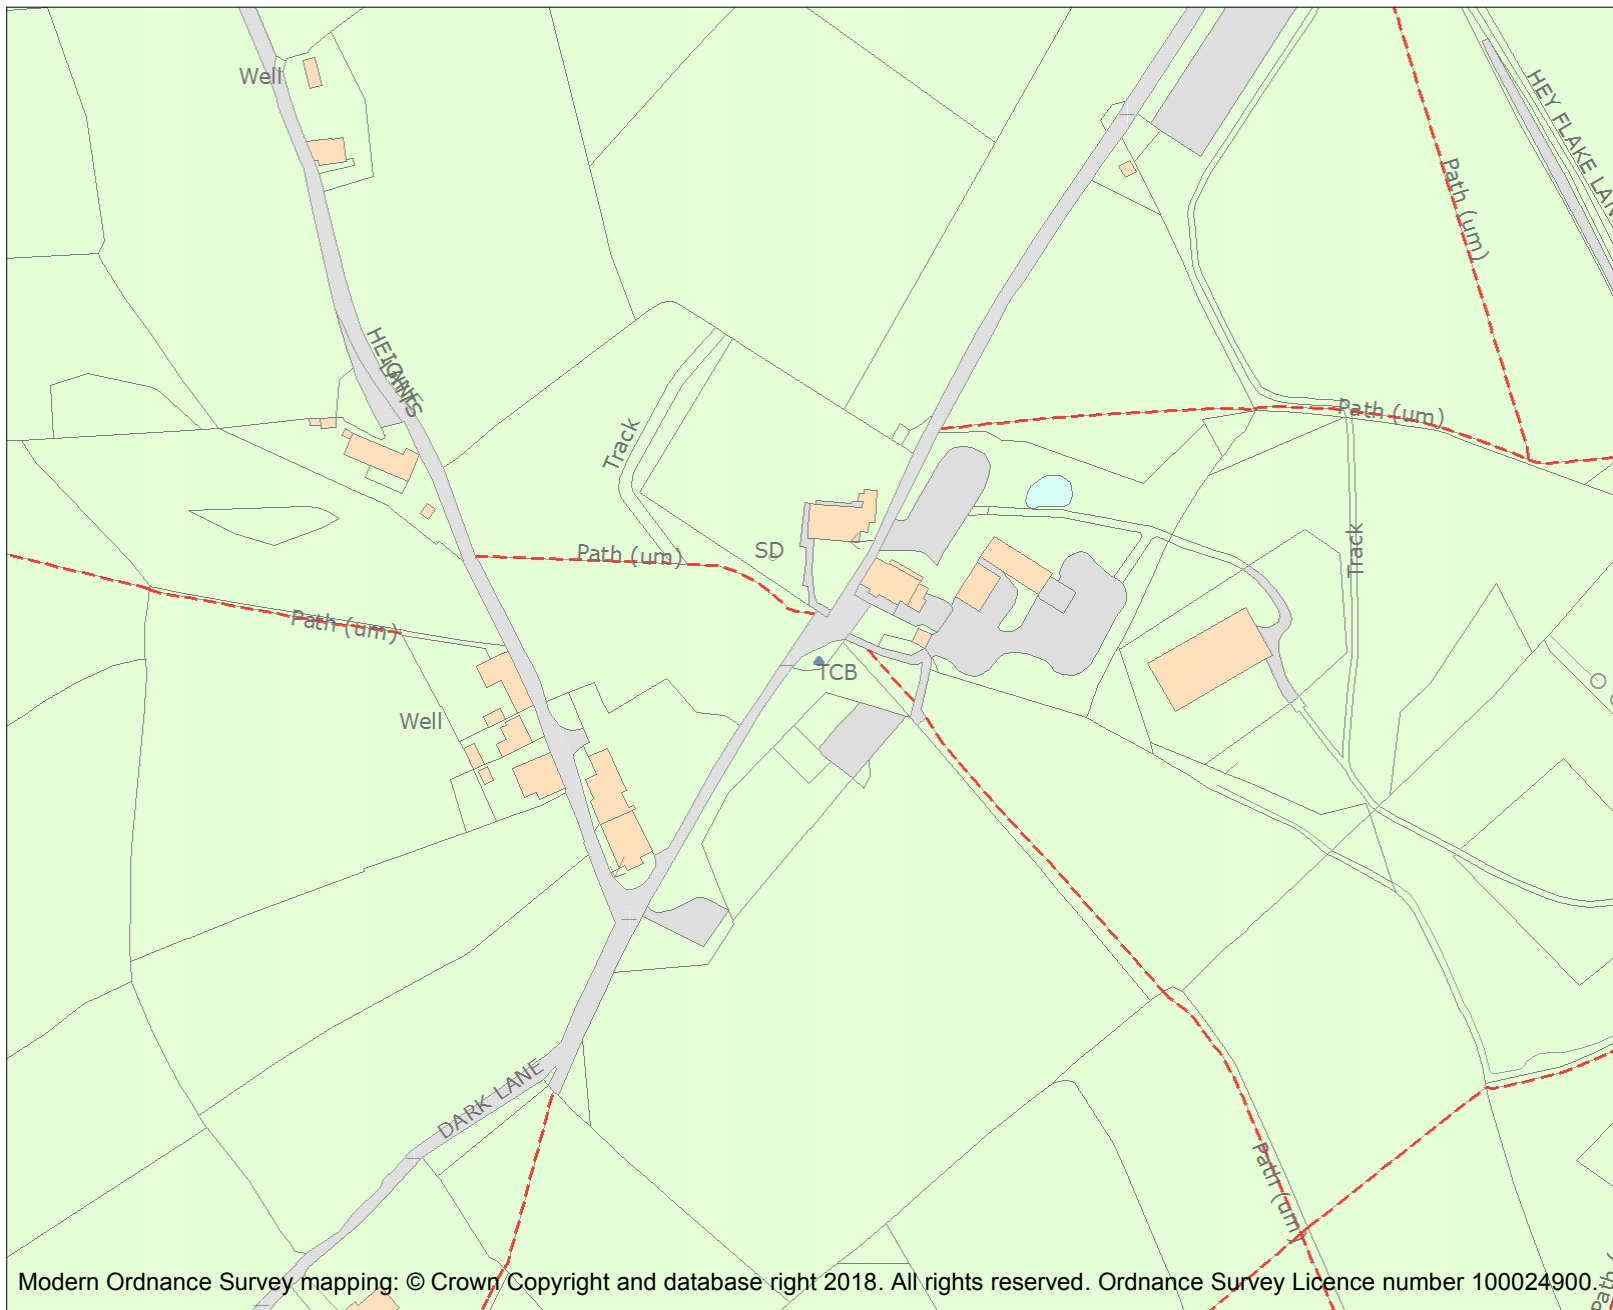 Well
HEY FLAKE LAN
Path (um)
HEIGHTS
LANE
Path (um)
Track
Track
SD
Path (um)
Path (um)
TCB
Well
DARK LANE
Path (um)
Path (
Modern Ordnance Survey mapping: © Crown Copyright and database right 2018. All rights reserved. Ordnance Survey Licence number 100024900.